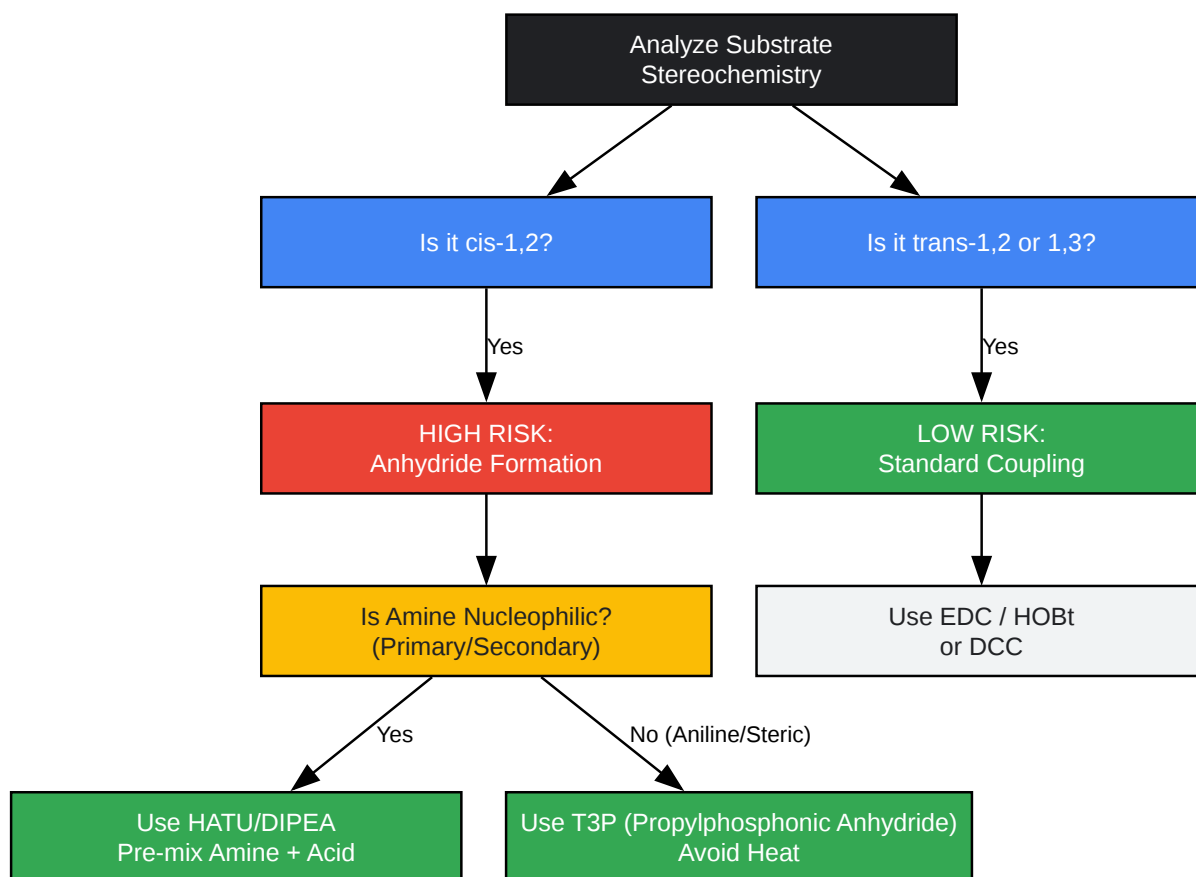 Analyze Substrate
Stereochemistry
Is it cis-1,2?
Is it trans-1,2 or 1,3?
Yes
Yes
HIGH RISK:
Anhydride Formation
LOW RISK:
Standard Coupling
Is Amine Nucleophilic?
(Primary/Secondary)
Use EDC / HOBt
or DCC
Yes
No (Aniline/Steric)
Use HATU/DIPEA
Pre-mix Amine + Acid
Use T3P (Propylphosphonic Anhydride)
Avoid Heat